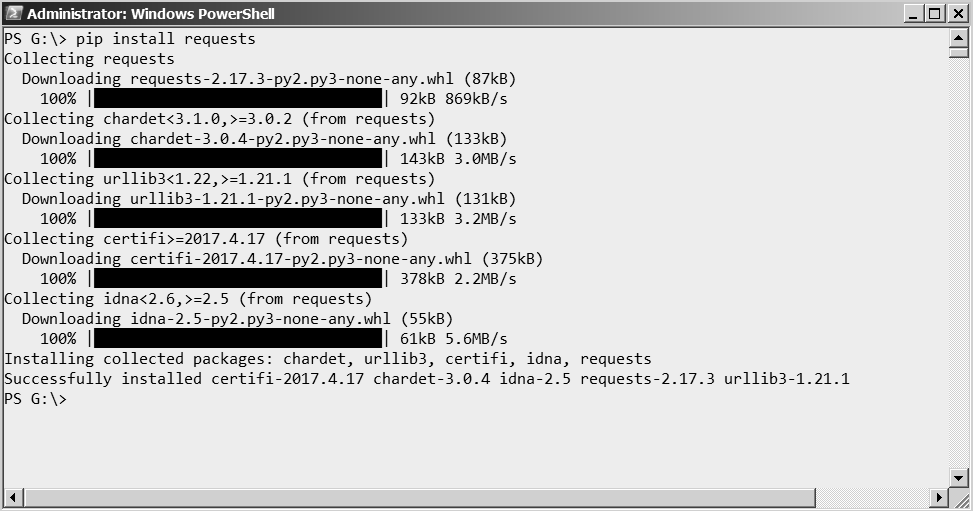 Administrator: Windows PowerShell
PS G:\> pip install requests
Collecting requests
  Downloading requests-2.17.3-py2.py3-none-any.whl (87kB)
    100% |████████████████████████████████| 92kB 869kB/s
Collecting chardet<3.1.0,>=3.0.2 (from requests)
  Downloading chardet-3.0.4-py2.py3-none-any.whl (133kB)
    100% |████████████████████████████████| 143kB 3.0MB/s
Collecting urllib3<1.22,>=1.21.1 (from requests)
  Downloading urllib3-1.21.1-py2.py3-none-any.whl (131kB)
    100% |████████████████████████████████| 133kB 3.2MB/s
Collecting certifi>=2017.4.17 (from requests)
  Downloading certifi-2017.4.17-py2.py3-none-any.whl (375kB)
    100% |████████████████████████████████| 378kB 2.2MB/s
Collecting idna<2.6,>=2.5 (from requests)
  Downloading idna-2.5-py2.py3-none-any.whl (55kB)
    100% |████████████████████████████████| 61kB 5.6MB/s
Installing collected packages: chardet, urllib3, certifi, idna, requests
Successfully installed certifi-2017.4.17 chardet-3.0.4 idna-2.5 requests-2.17.3 urllib3-1.21.1
PS G:\>